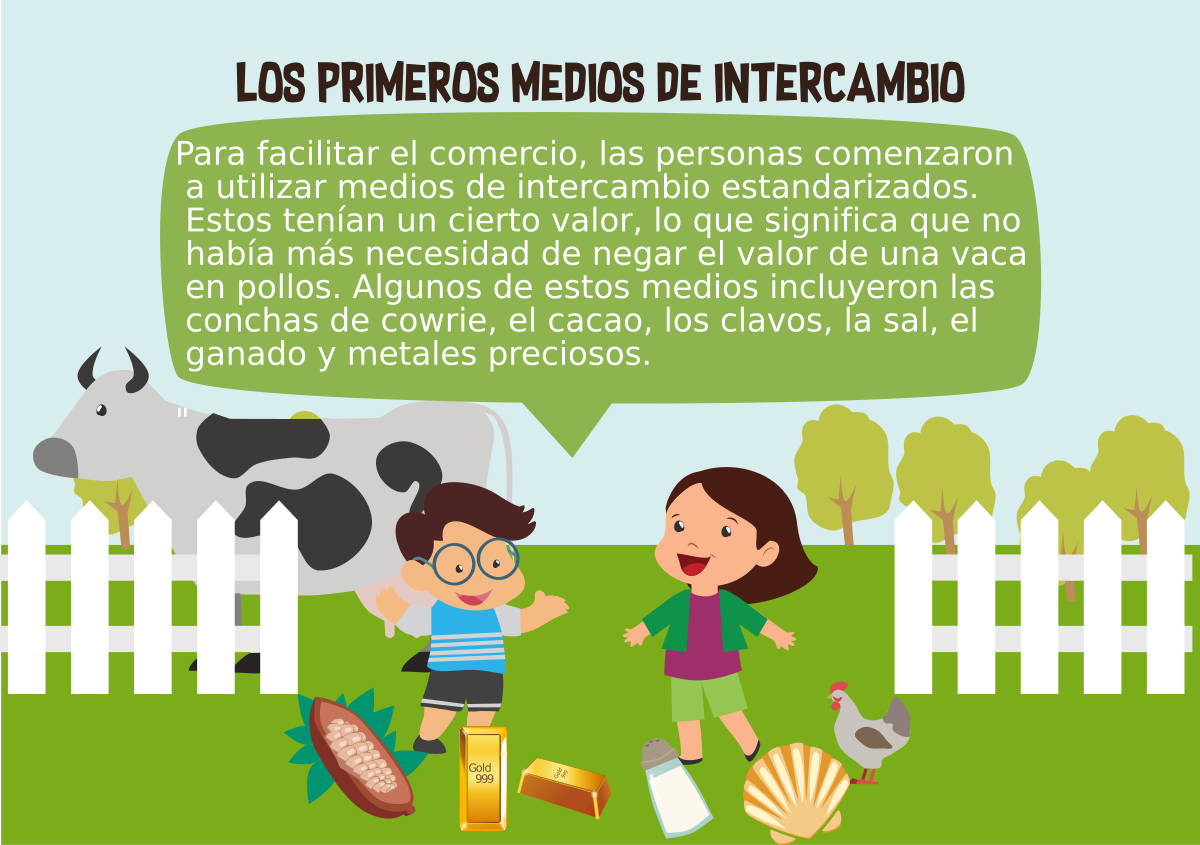 LOS PRIMEROS MEDIOS DE INTERCAMBIO
Para facilitar el comercio, las personas comenzaron
a utilizar medios de intercambio estandarizados.
Estos tenían un cierto valor, lo que significa que no
había más necesidad de negar el valor de una vaca
en pollos. Algunos de estos medios incluyeron las
conchas de cowrie, el cacao, los clavos, la sal, el
ganado y metales preciosos.
"
Gold
999
Gold
999